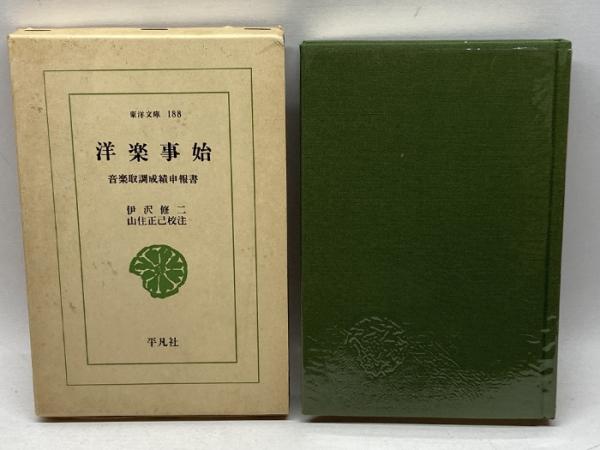 東洋文庫 188
洋楽事始
音楽取調成績申報書
伊沢修二
山住正己校注
平凡社